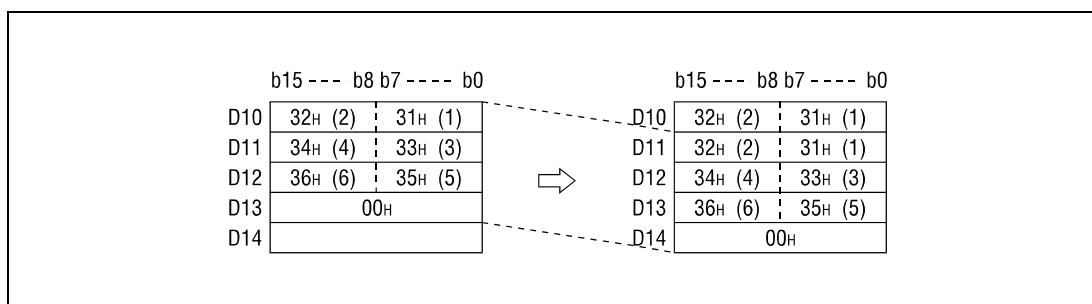 b15 ---- b8 b7 ----- b0
D10 32H (2) 31H (1)
D11 34H (4) 33H (3)
D12 36H (6) 35H (5)
D13 00H
D14
b15 ---- b8 b7 ----- b0
D10 32H (2) 31H (1)
D11 32H (2) 31H (1)
D12 34H (4) 33H (3)
D13 36H (6) 35H (5)
D14 00H